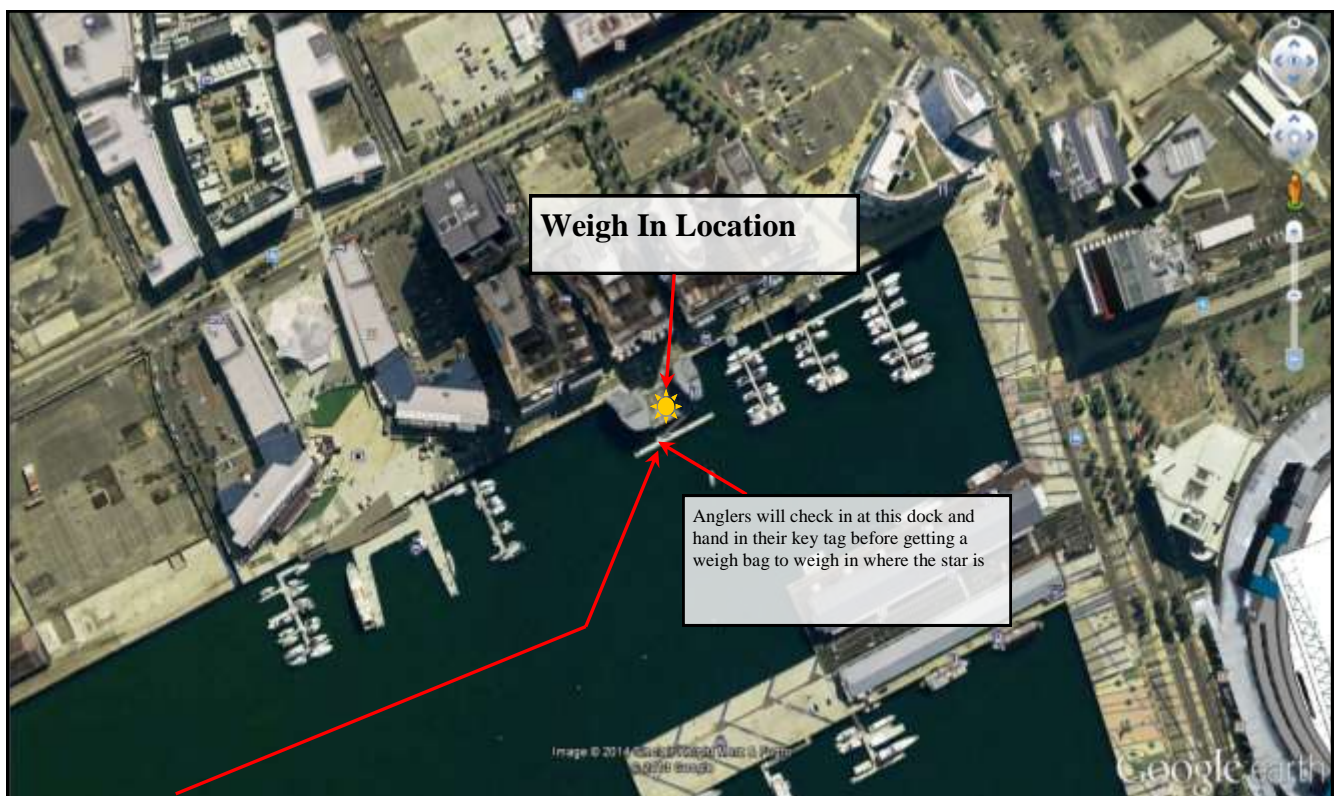 Weigh In Location
Anglers will check in at this dock and
hand in their key tag before getting a
weigh bag to weigh in where the star is
Image © 2014
Google
Google earth